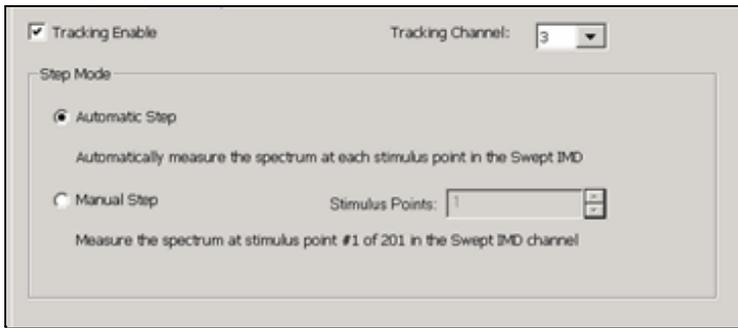 Tracking Enable Tracking Channel: 3
Step Mode
Automatic Step
Automatically measure the spectrum at each stimulus point in the Swept IMD
Manual Step Stimulus Points: 1
Measure the spectrum at stimulus point #1 of 201 in the Swept IMD channel